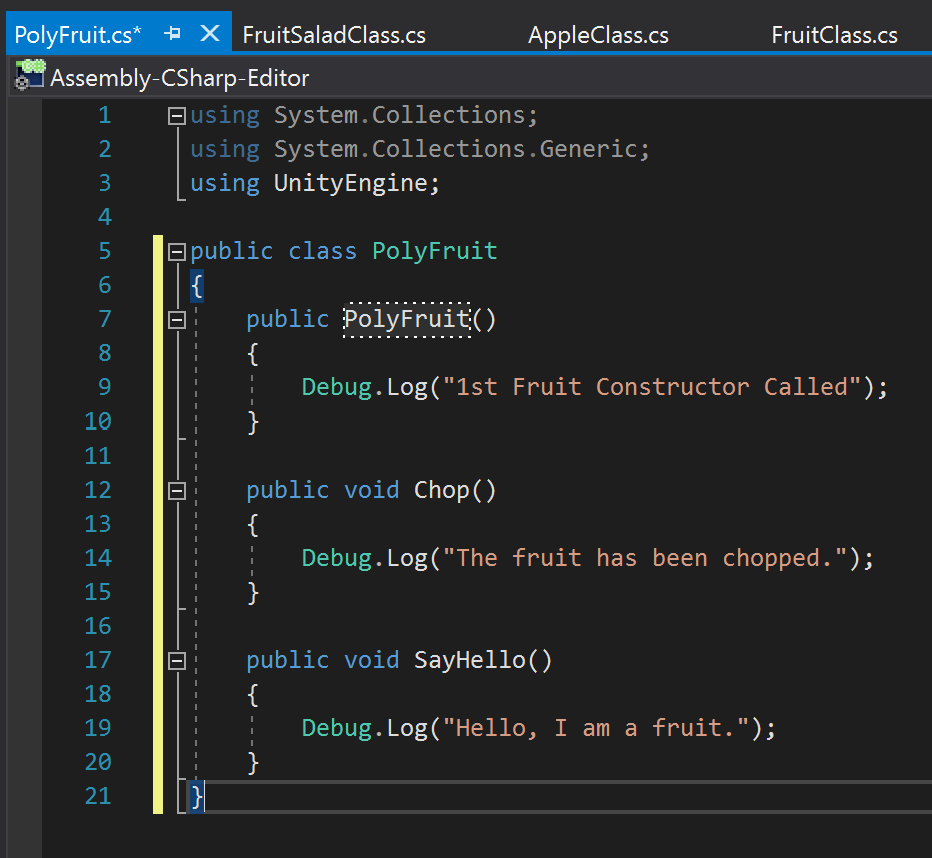 PolyFruit.cs* FruitSaladClass.cs AppleClass.cs FruitClass.cs
Assembly-CSharp-Editor
1 using System.Collections;
2 using System.Collections.Generic;
3 using UnityEngine;
4
5 public class PolyFruit
6 {
7 public PolyFruit()
8 {
9 Debug.Log("1st Fruit Constructor Called");
10 }
11
12 public void Chop()
13 {
14 Debug.Log("The fruit has been chopped.");
15 }
16
17 public void SayHello()
18 {
19 Debug.Log("Hello, I am a fruit.");
20 }
21 }